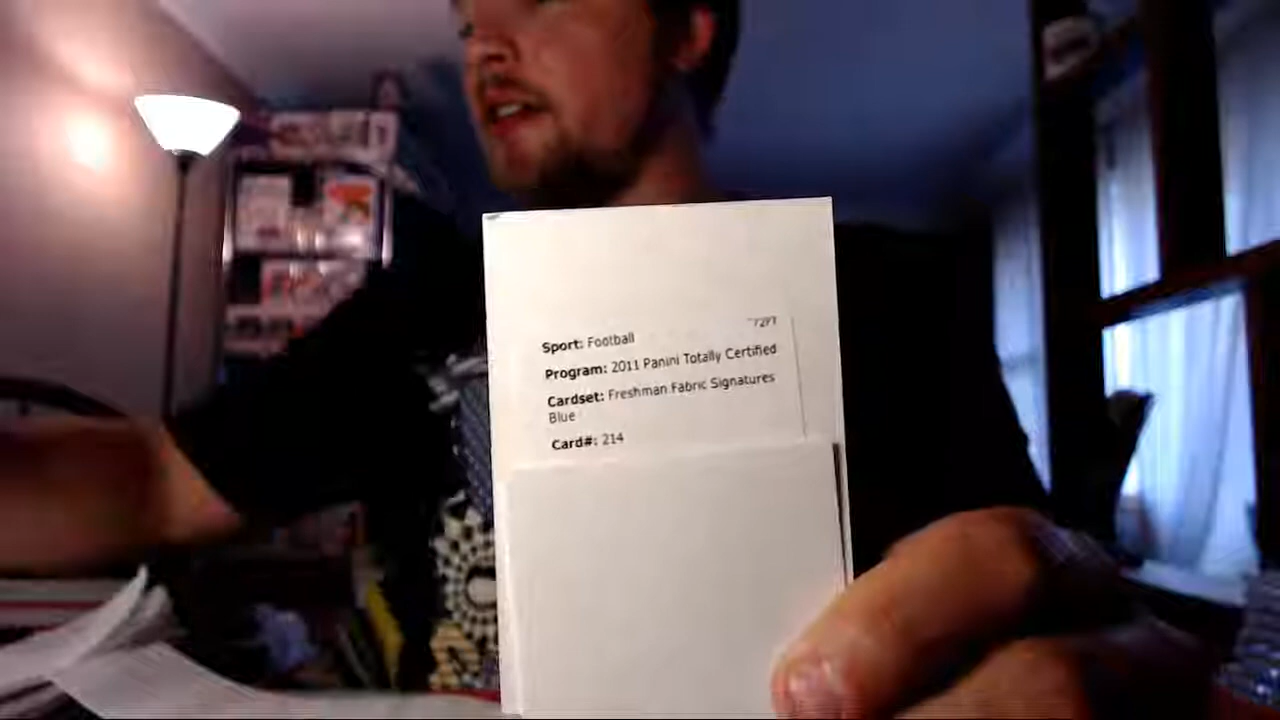 Sport: Football
Program: 2011 Panini Totally Certified
Cardset: Freshman Fabric Signatures
Blue
Card#: 214